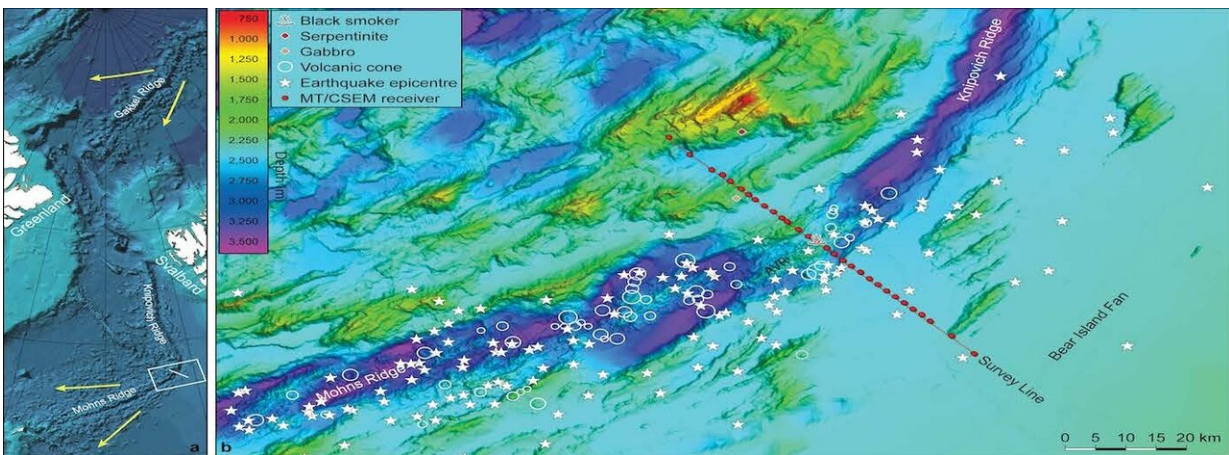 Gakkel Ridge
Greenland
Svalbard
Knipovich Ridge
Mohns Ridge
a
750
1,000
1,250
1,500
1,750
2,000
2,250
2,500
2,750
3,000
3,250
3,500
Depth m
Black smoker
Serpentinite
Gabbro
Volcanic cone
Earthquake epicentre
MT/CSEM receiver
Knipovich Ridge
AVR
Mohns Ridge
Bear Island Fan
Survey Line
b
0 5 10 15 20 km